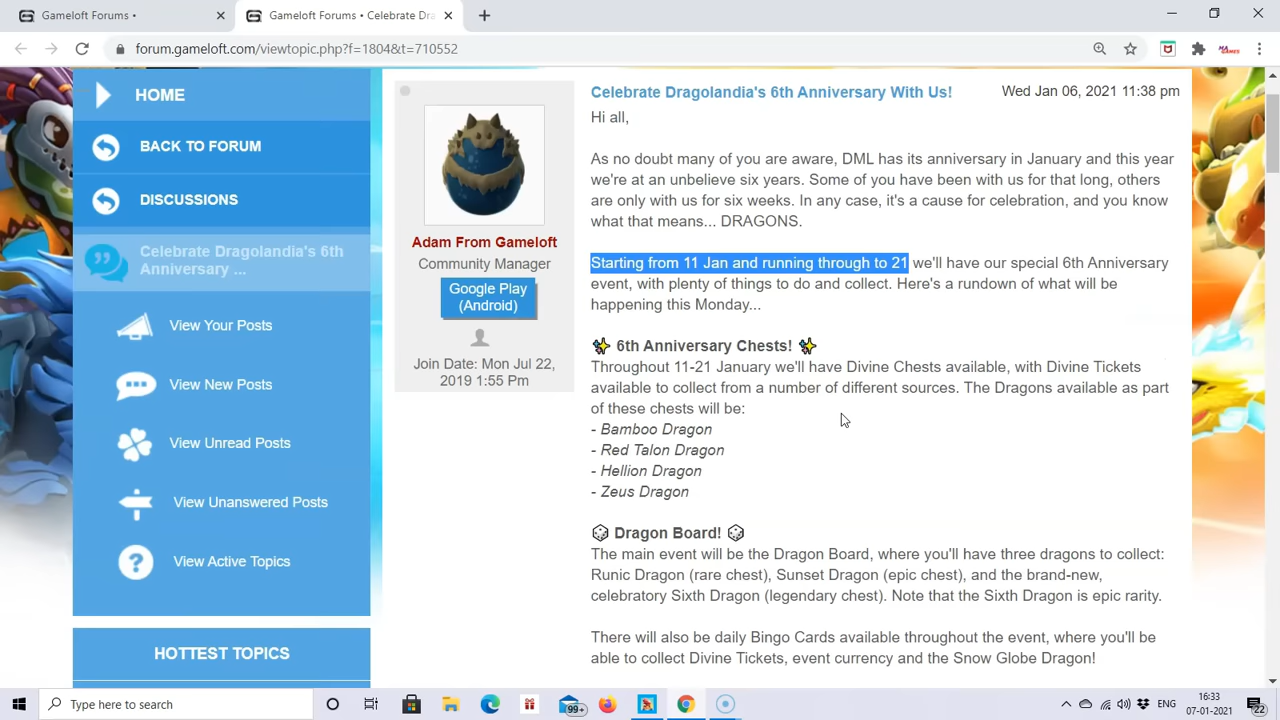 Gameloft Forums •
Gameloft Forums • Celebrate Dra
forum.gameloft.com/viewtopic.php?f=1804&t=710552
HOME
BACK TO FORUM
DISCUSSIONS
Celebrate Dragolandia's 6th
Anniversary ...
View Your Posts
View New Posts
View Unread Posts
View Unanswered Posts
View Active Topics
HOTTEST TOPICS
Adam From Gameloft
Community Manager
Google Play
(Android)
Join Date: Mon Jul 22,
2019 1:55 Pm
Celebrate Dragolandia's 6th Anniversary With Us!
Wed Jan 06, 2021 11:38 pm
Hi all,
As no doubt many of you are aware, DML has its anniversary in January and this year
we're at an unbelieve six years. Some of you have been with us for that long, others
are only with us for six weeks. In any case, it's a cause for celebration, and you know
what that means... DRAGONS.
Starting from 11 Jan and running through to 21 we'll have our special 6th Anniversary
event, with plenty of things to do and collect. Here's a rundown of what will be
happening this Monday...
6th Anniversary Chests!
Throughout 11-21 January we'll have Divine Chests available, with Divine Tickets
available to collect from a number of different sources. The Dragons available as part
of these chests will be:
- Bamboo Dragon
- Red Talon Dragon
- Hellion Dragon
- Zeus Dragon
Dragon Board!
The main event will be the Dragon Board, where you'll have three dragons to collect:
Runic Dragon (rare chest), Sunset Dragon (epic chest), and the brand-new,
celebratory Sixth Dragon (legendary chest). Note that the Sixth Dragon is epic rarity.
There will also be daily Bingo Cards available throughout the event, where you'll be
able to collect Divine Tickets, event currency and the Snow Globe Dragon!
Type here to search
99+
ENG
16:33
07-01-2021
22